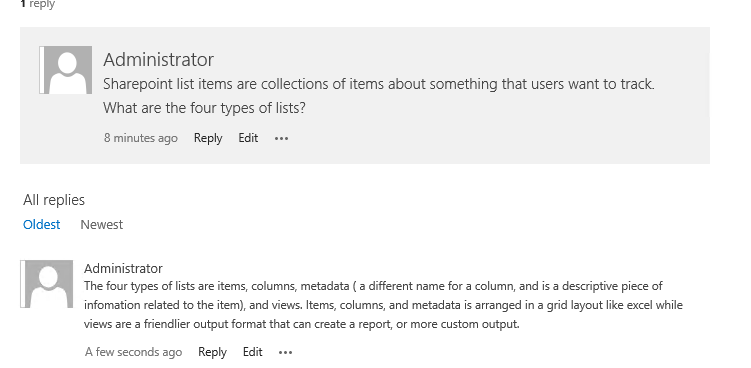 1 reply
Administrator
Sharepoint list items are collections of items about something that users want to track.
What are the four types of lists?
8 minutes ago Reply Edit ...
All replies
Oldest Newest
Administrator
The four types of lists are items, columns, metadata ( a different name for a column, and is a descriptive piece of
infomation related to the item), and views. Items, columns, and metadata is arranged in a grid layout like excel while
views are a friendlier output format that can create a report, or more custom output.
A few seconds ago Reply Edit ...